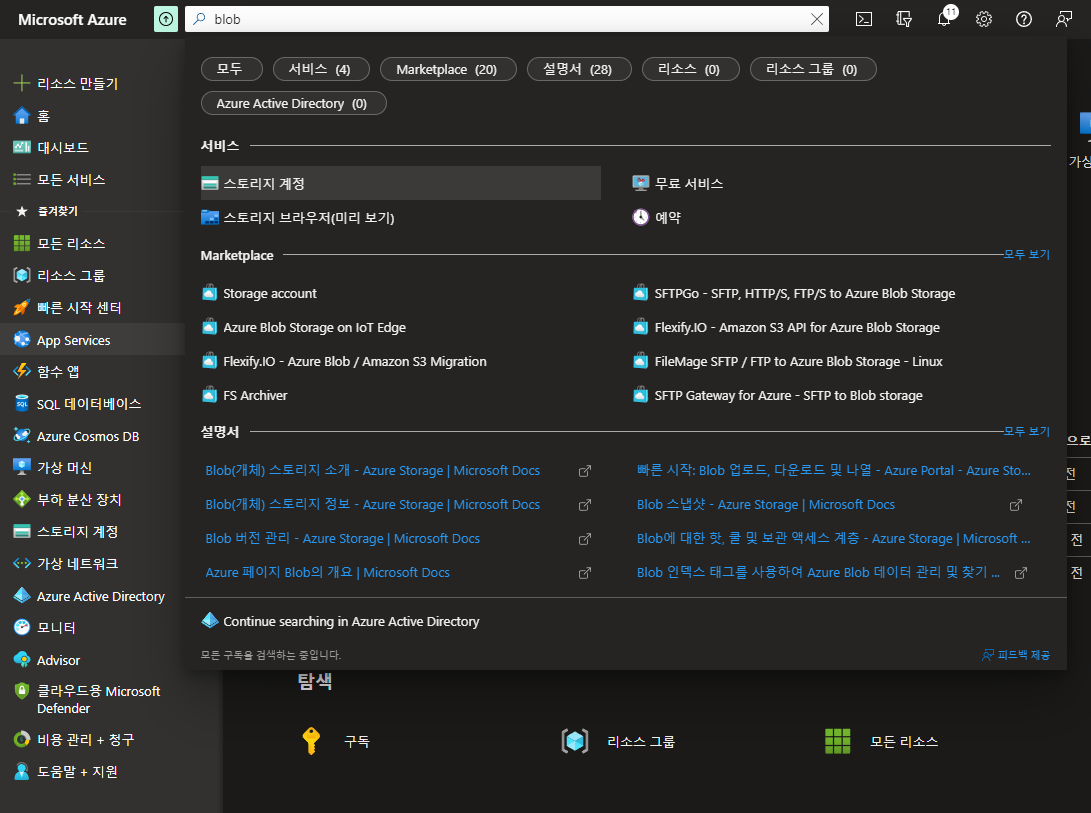 Microsoft Azure
blob
11
리소스 만들기
홈
대시보드
모든 서비스
즐겨찾기
모든 리소스
리소스 그룹
빠른 시작 센터
App Services
함수 앱
SQL 데이터베이스
Azure Cosmos DB
가상 머신
부하 분산 장치
스토리지 계정
가상 네트워크
Azure Active Directory
모니터
Advisor
클라우드용 Microsoft
Defender
비용 관리 + 청구
도움말 + 지원
모두
서비스 (4)
Marketplace (20)
설명서 (28)
리소스 (0)
리소스 그룹 (0)
Azure Active Directory (0)
서비스
스토리지 계정
무료 서비스
스토리지 브라우저(미리 보기)
예약
Marketplace
모두 보기
Storage account
SFTPGo - SFTP, HTTP/S, FTP/S to Azure Blob Storage
Azure Blob Storage on IoT Edge
Flexify.IO - Amazon S3 API for Azure Blob Storage
Flexify.IO - Azure Blob / Amazon S3 Migration
FileMage SFTP / FTP to Azure Blob Storage - Linux
FS Archiver
SFTP Gateway for Azure - SFTP to Blob storage
설명서
모두 보기
Blob(개체) 스토리지 소개 - Azure Storage | Microsoft Docs
빠른 시작: Blob 업로드, 다운로드 및 나열 - Azure Portal - Azure Sto...
Blob(개체) 스토리지 정보 - Azure Storage | Microsoft Docs
Blob 스냅샷 - Azure Storage | Microsoft Docs
Blob 버전 관리 - Azure Storage | Microsoft Docs
Blob에 대한 핫, 쿨 및 보관 액세스 계층 - Azure Storage | Microsoft ...
Azure 페이지 Blob의 개요 | Microsoft Docs
Blob 인덱스 태그를 사용하여 Azure Blob 데이터 관리 및 찾기 ...
Continue searching in Azure Active Directory
모든 구독을 검색하는 중입니다.
피드백 제공
가상
으로
전
전
전
전
탐색
구독
리소스 그룹
모든 리소스